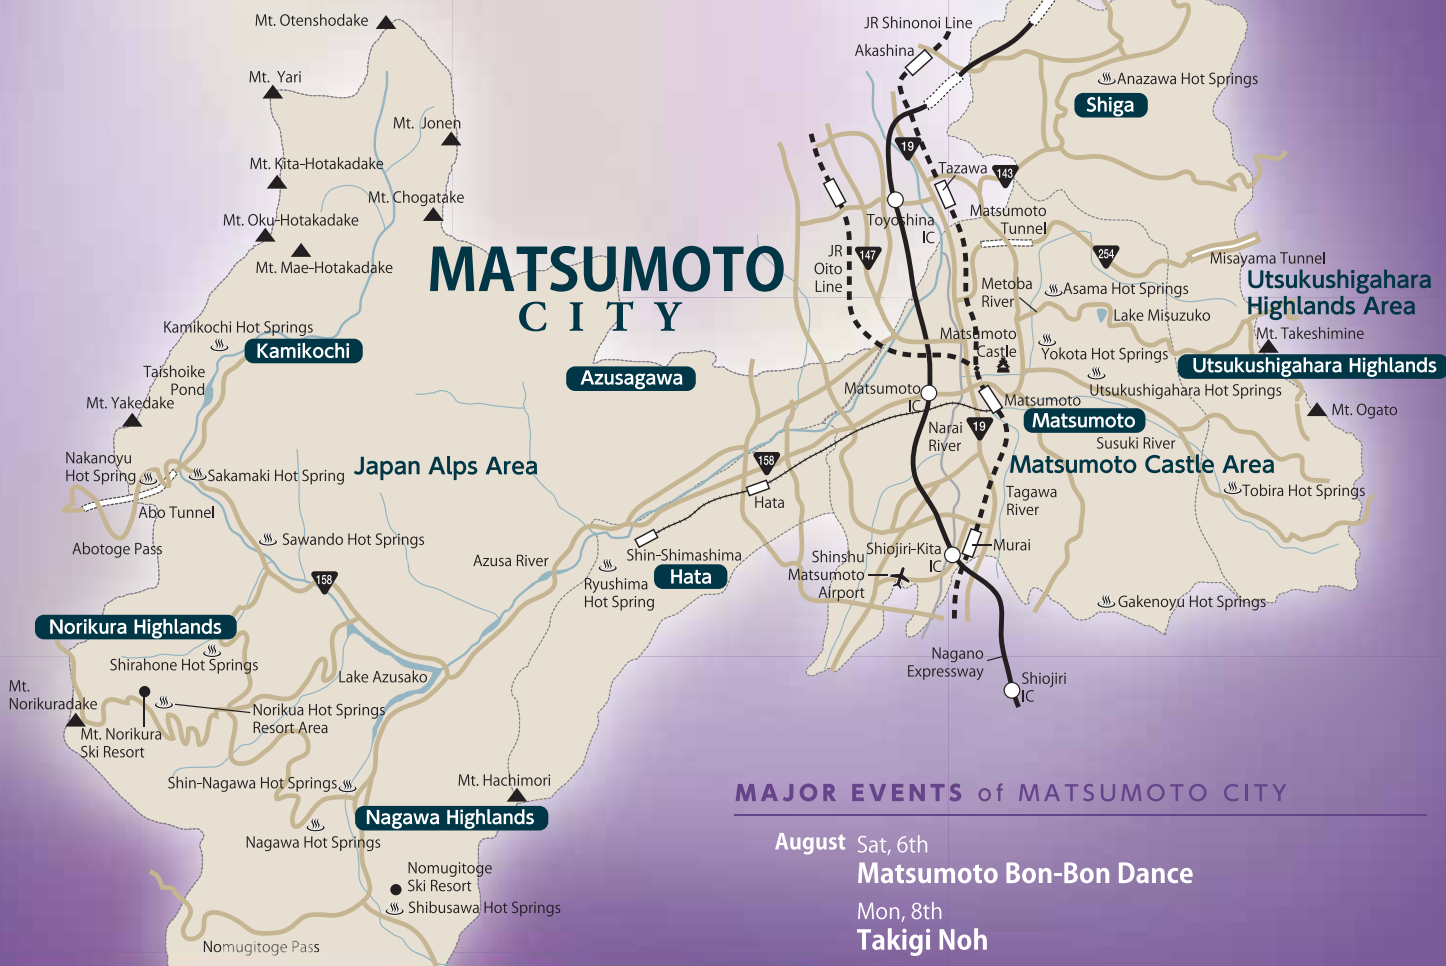 Mt. Otenshodake
Mt. Yari
Mt. Jonen
Mt. Kita-Hotakadake
Mt. Chogatake
Mt. Oku-Hotakadake
Mt. Mae-Hotakadake
MATSUMOTO
CITY
Kamikochi Hot Springs
Kamikochi
Taishoike
Pond
Mt. Yakedake
Azusagawa
Nakanoyu
Hot Spring
Sakamaki Hot Spring
Japan Alps Area
Abo Tunnel
Abotoge Pass
Sawando Hot Springs
158
Azusa River
Norikura Highlands
Shirahone Hot Springs
Lake Azusako
Mt.
Norikuradake
Norikua Hot Springs
Resort Area
Mt. Norikura
Ski Resort
Shin-Nagawa Hot Springs
Mt. Hachimori
Nagawa Highlands
Nagawa Hot Springs
Nomugitoge
Ski Resort
Shibusawa Hot Springs
Nomugitoge Pass
JR Shinonoi Line
Akashina
Anazawa Hot Springs
Shiga
19
Tazawa
143
Toyoshina
IC
Matsumoto
Tunnel
JR
Oito
Line
147
254
Misayama Tunnel
Utsukushigahara
Highlands Area
Metoba
River
Asama Hot Springs
Lake Misuzuko
Mt. Takeshimine
Matsumoto
Castle
Yokota Hot Springs
Utsukushigahara Highlands
Utsukushigahara Hot Springs
Matsumoto
IC
Matsumoto
Mt. Ogato
Matsumoto
Narai
River
19
Susuki River
Matsumoto Castle Area
158
Hata
Tagawa
River
Tobira Hot Springs
Shin-Shimashima
Hata
Ryushima
Hot Spring
Shinshu
Matsumoto
Airport
Shiojiri-Kita
IC
Murai
Gakenoyu Hot Springs
Nagano
Expressway
Shiojiri
IC
MAJOR EVENTS of MATSUMOTO CITY
August Sat, 6th
Matsumoto Bon-Bon Dance
Mon, 8th
Takigi Noh